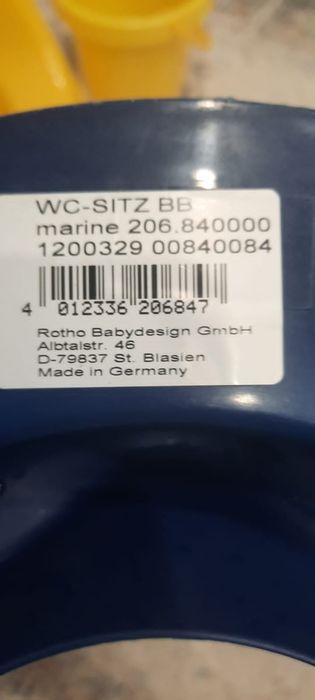 WC-SITZ BB
marine 206.840000
1200329 00840084
4 012336 206847
Rotho Babydesign GmbH
Albtalstr. 46
D-79837 St. Blasien
Made in Germany